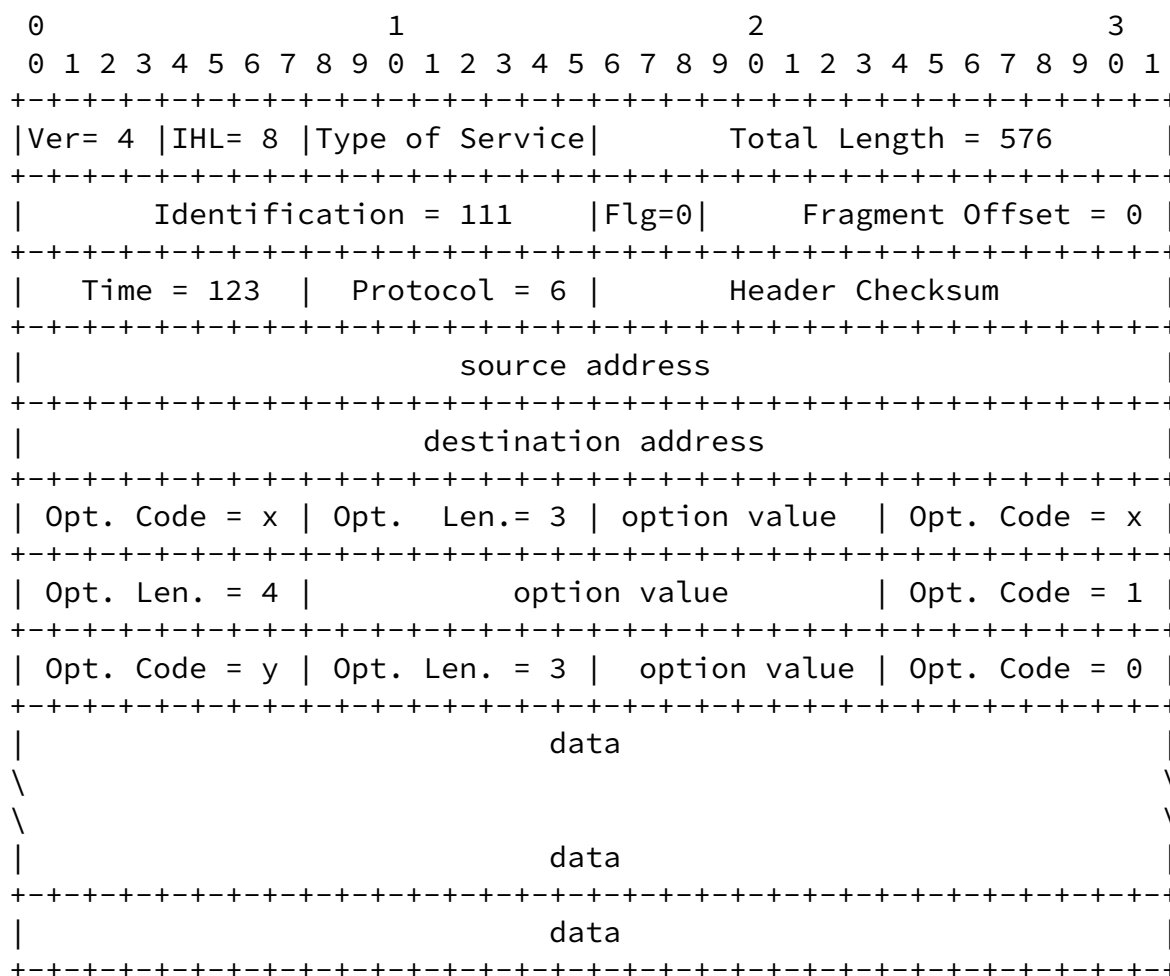 0                   1                   2                   3
 0 1 2 3 4 5 6 7 8 9 0 1 2 3 4 5 6 7 8 9 0 1 2 3 4 5 6 7 8 9 0 1
+-+-+-+-+-+-+-+-+-+-+-+-+-+-+-+-+-+-+-+-+-+-+-+-+-+-+-+-+-+-+-+-+
|Ver= 4 |IHL= 8 |Type of Service|       Total Length = 576      |
+-+-+-+-+-+-+-+-+-+-+-+-+-+-+-+-+-+-+-+-+-+-+-+-+-+-+-+-+-+-+-+-+
|       Identification = 111    |Flg=0|     Fragment Offset = 0 |
+-+-+-+-+-+-+-+-+-+-+-+-+-+-+-+-+-+-+-+-+-+-+-+-+-+-+-+-+-+-+-+-+
|   Time = 123  |  Protocol = 6 |       Header Checksum         |
+-+-+-+-+-+-+-+-+-+-+-+-+-+-+-+-+-+-+-+-+-+-+-+-+-+-+-+-+-+-+-+-+
|                        source address                         |
+-+-+-+-+-+-+-+-+-+-+-+-+-+-+-+-+-+-+-+-+-+-+-+-+-+-+-+-+-+-+-+-+
|                      destination address                      |
+-+-+-+-+-+-+-+-+-+-+-+-+-+-+-+-+-+-+-+-+-+-+-+-+-+-+-+-+-+-+-+-+
| Opt. Code = x | Opt.  Len.= 3 | option value  | Opt. Code = x |
+-+-+-+-+-+-+-+-+-+-+-+-+-+-+-+-+-+-+-+-+-+-+-+-+-+-+-+-+-+-+-+-+
| Opt. Len. = 4 |           option value        | Opt. Code = 1 |
+-+-+-+-+-+-+-+-+-+-+-+-+-+-+-+-+-+-+-+-+-+-+-+-+-+-+-+-+-+-+-+-+
| Opt. Code = y | Opt. Len. = 3 |  option value | Opt. Code = 0 |
+-+-+-+-+-+-+-+-+-+-+-+-+-+-+-+-+-+-+-+-+-+-+-+-+-+-+-+-+-+-+-+-+
|                             data                              |
\                                                               \
\                                                               \
|                             data                              |
+-+-+-+-+-+-+-+-+-+-+-+-+-+-+-+-+-+-+-+-+-+-+-+-+-+-+-+-+-+-+-+-+
|                             data                              |
+-+-+-+-+-+-+-+-+-+-+-+-+-+-+-+-+-+-+-+-+-+-+-+-+-+-+-+-+-+-+-+-+